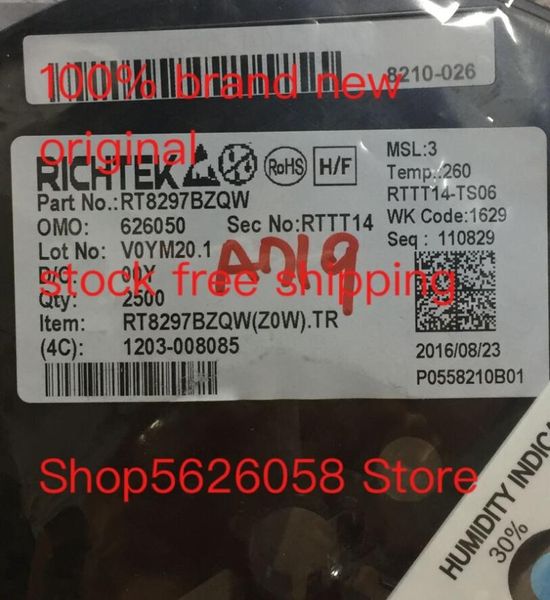 100% brand new
original
stock free shipping
Shop5626058 Store
8210-026
RICHTEK
RoHS
H/F
Part No.:RT8297BZQW
OMO: 626050 Sec No:RTTT14
Lot No: V0YM20.1
D/C: 00Y
Qty: 2500
Item: RT8297BZQW(Z0W).TR
(4C): 1203-008085
MSL:3
Temp.:260
RTTT14-TS06
WK Code:1629
Seq : 110829
2016/08/23
P0558210B01
HUMIDITY INDICA
30%